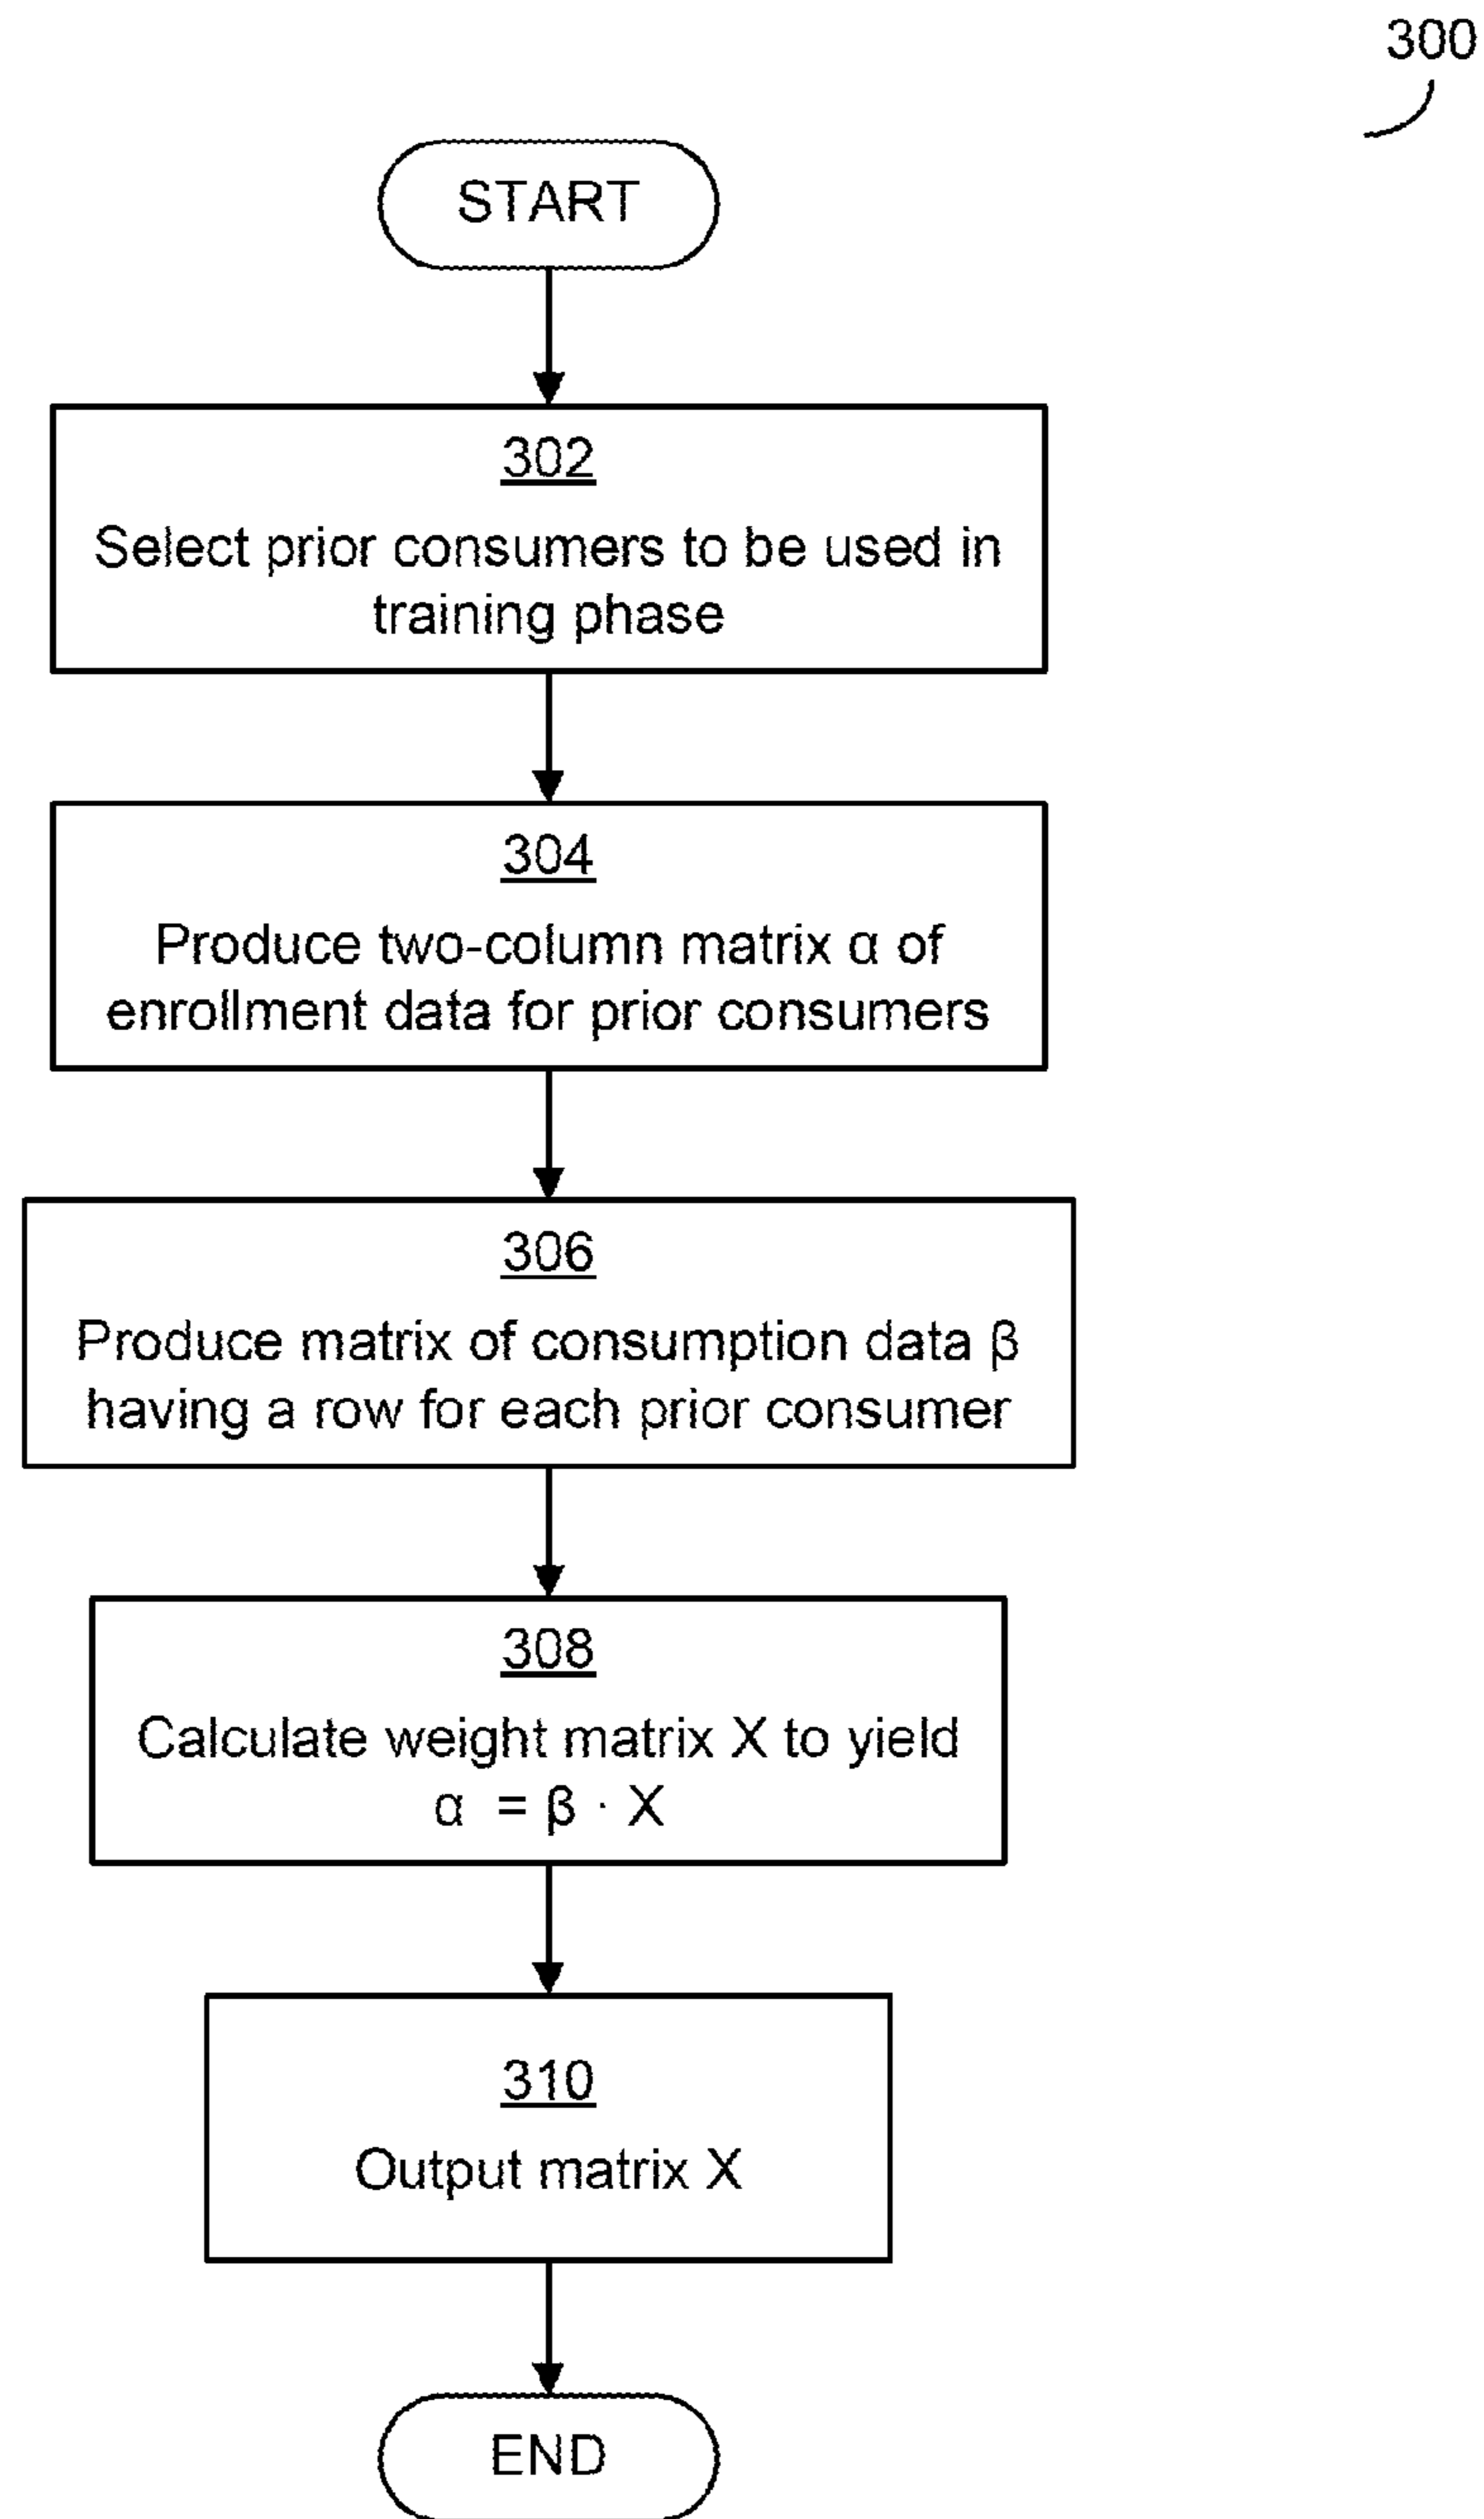 300
START
302
Select prior consumers to be used in
training phase
304
Produce two-column matrix α of
enrollment data for prior consumers
306
Produce matrix of consumption data β
having a row for each prior consumer
308
Calculate weight matrix X to yield
α = β · X
310
Output matrix X
END